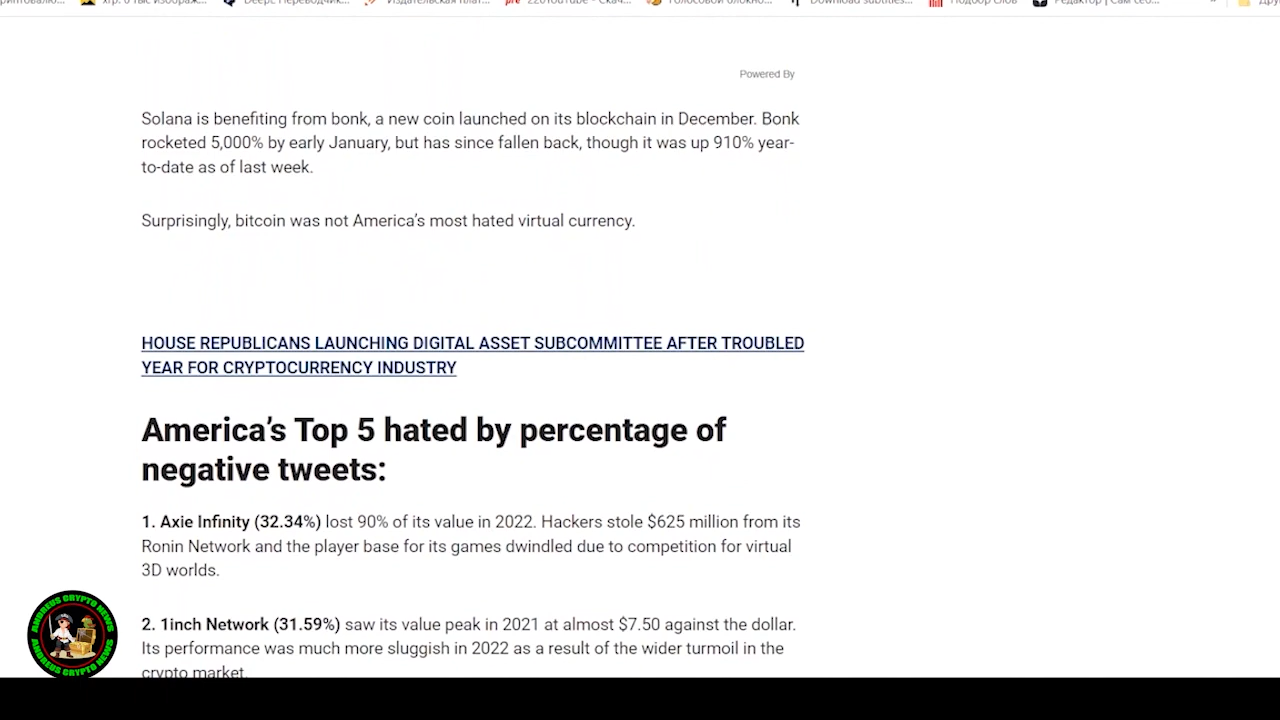 Powered By
Solana is benefiting from bonk, a new coin launched on its blockchain in December. Bonk
rocketed 5,000% by early January, but has since fallen back, though it was up 910% year-
to-date as of last week.
Surprisingly, bitcoin was not America’s most hated virtual currency.
HOUSE REPUBLICANS LAUNCHING DIGITAL ASSET SUBCOMMITTEE AFTER TROUBLED
YEAR FOR CRYPTOCURRENCY INDUSTRY
America’s Top 5 hated by percentage of
negative tweets:
1. Axie Infinity (32.34%) lost 90% of its value in 2022. Hackers stole $625 million from its
Ronin Network and the player base for its games dwindled due to competition for virtual
3D worlds.
2. 1inch Network (31.59%) saw its value peak in 2021 at almost $7.50 against the dollar.
Its performance was much more sluggish in 2022 as a result of the wider turmoil in the
crypto market.
ANDREUS CRYPTO NEWS
ANDREUS CRYPTO NEWS